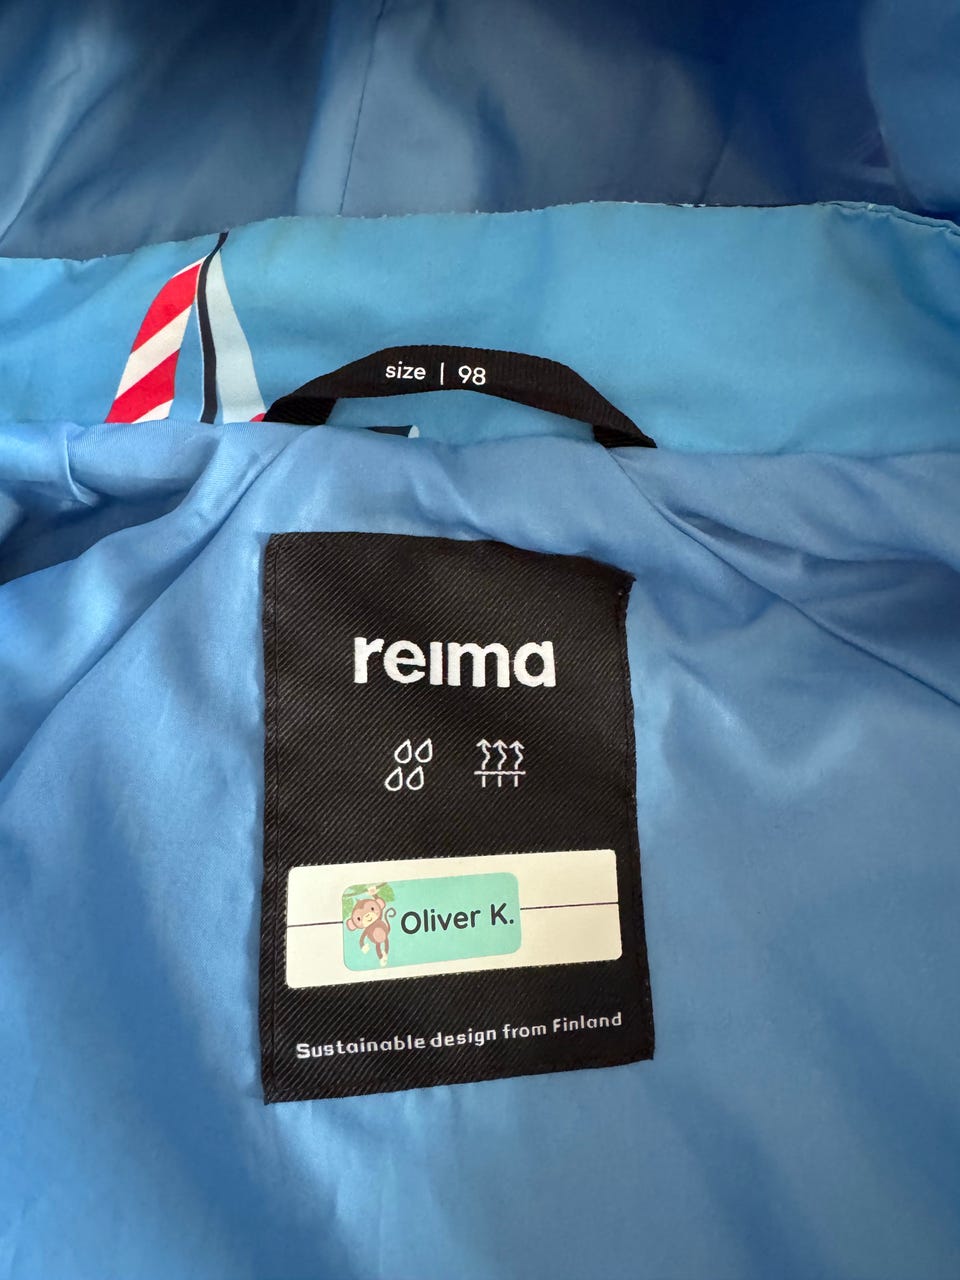 size | 98
reima
Oliver K.
Sustainable design from Finland